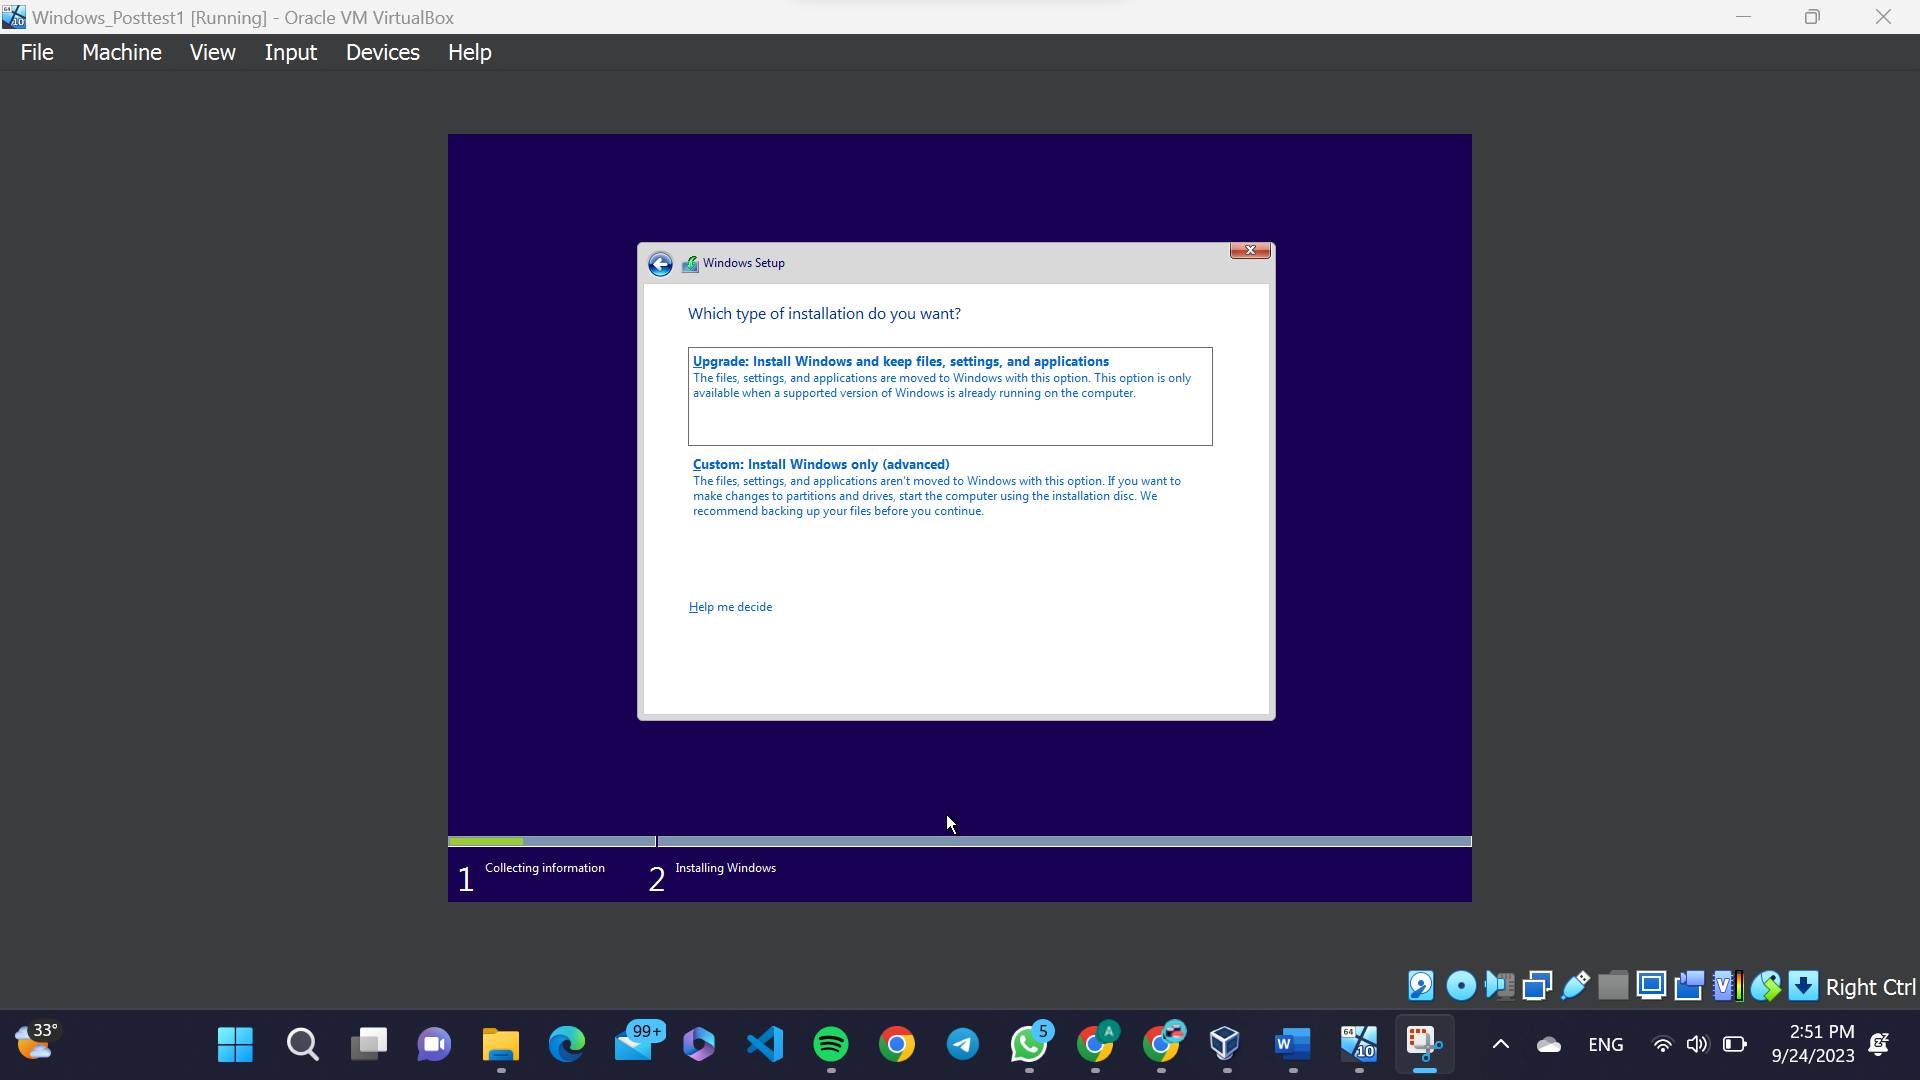 Windows_Posttest1 [Running] - Oracle VM VirtualBox
File Machine View Input Devices Help
Windows Setup
Which type of installation do you want?
Upgrade: Install Windows and keep files, settings, and applications
The files, settings, and applications are moved to Windows with this option. This option is only
available when a supported version of Windows is already running on the computer.
Custom: Install Windows only (advanced)
The files, settings, and applications aren't moved to Windows with this option. If you want to
make changes to partitions and drives, start the computer using the installation disc. We
recommend backing up your files before you continue.
Help me decide
1 Collecting information 2 Installing Windows
Right Ctrl
33°
99+
5
A
W
64
10
ENG
2:51 PM
9/24/2023